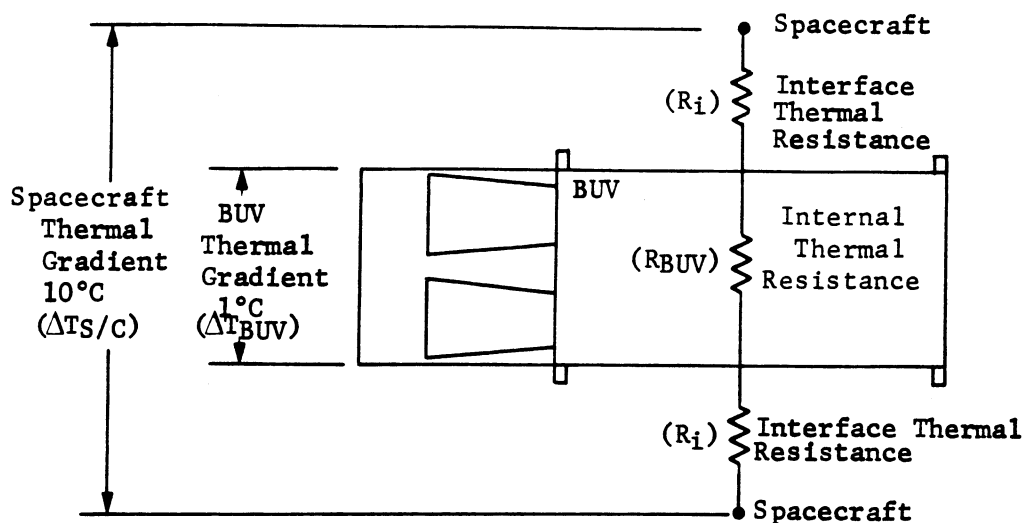 Spacecraft
(Ri)
Interface
Thermal
Resistance
Spacecraft
Thermal
Gradient
10°C
(ΔTS/C)
BUV
Thermal
Gradient
1°C
(ΔTBUV)
BUV
(RBUV)
Internal
Thermal
Resistance
(Ri)
Interface Thermal
Resistance
Spacecraft